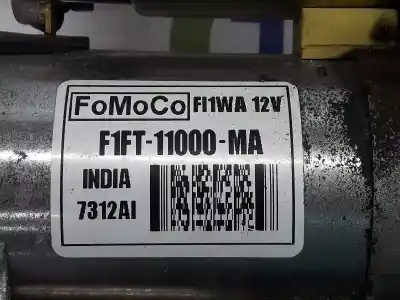 FoMoCo FI1WA 12V
F1FT-11000-MA
INDIA
7312AI